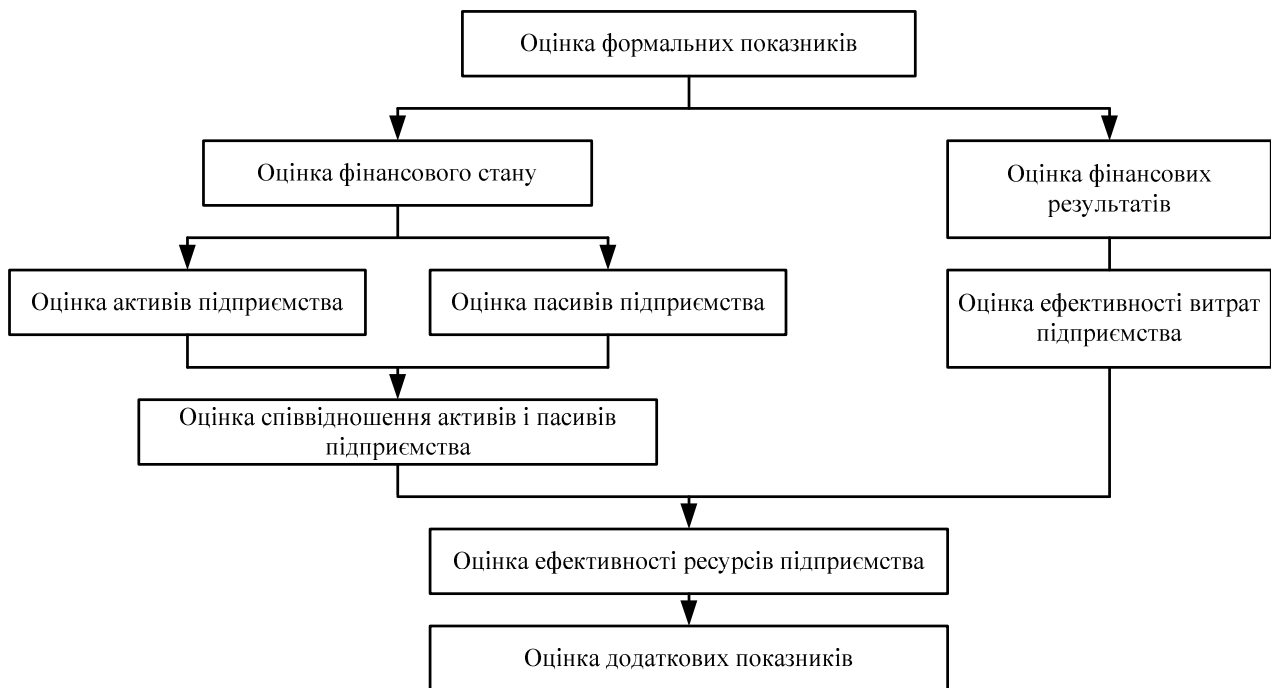 Оцінка формальних показників
Оцінка фінансового стану
Оцінка фінансових
результатів
Оцінка активів підприємства
Оцінка пасивів підприємства
Оцінка ефективності витрат
підприємства
Оцінка співвідношення активів і пасивів
підприємства
Оцінка ефективності ресурсів підприємства
Оцінка додаткових показників